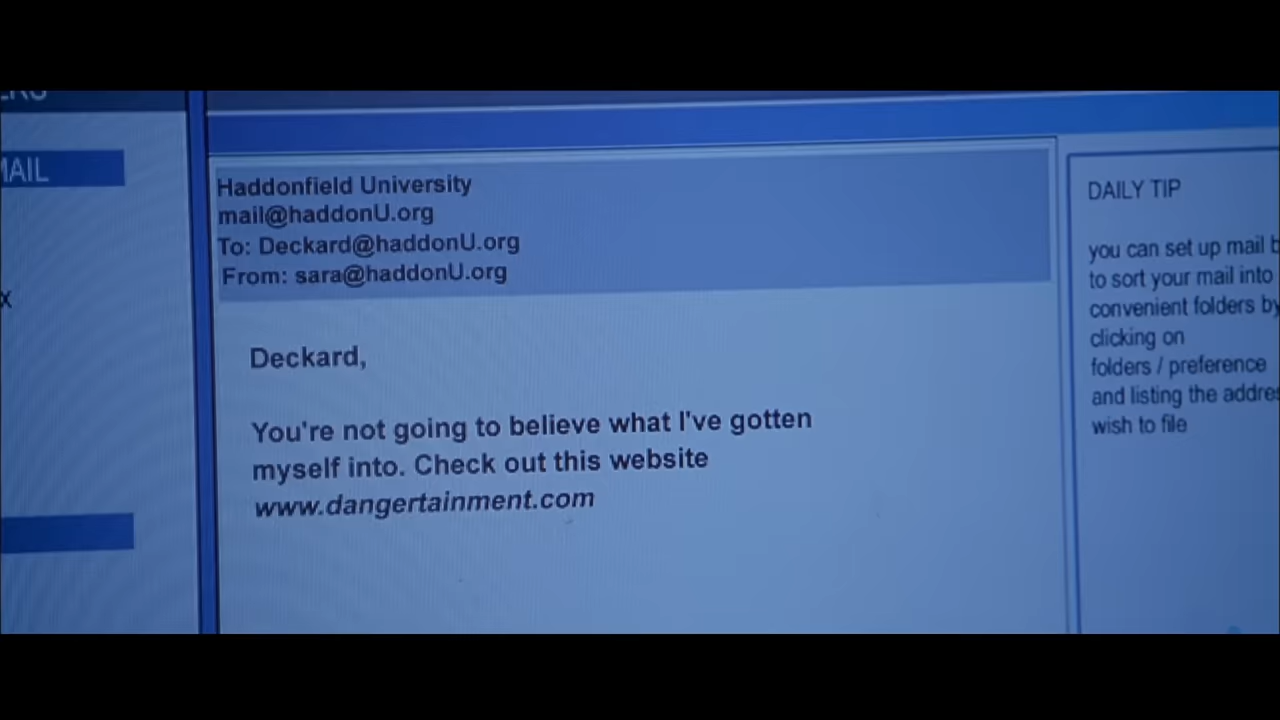 MAIL
Haddonfield University
mail@haddonU.org
To: Deckard@haddonU.org
From: sara@haddonU.org
Deckard,
You're not going to believe what I've gotten
myself into. Check out this website
www.dangertainment.com
DAILY TIP
you can set up mail
to sort your mail into
convenient folders by
clicking on
folders / preference
and listing the
wish to file